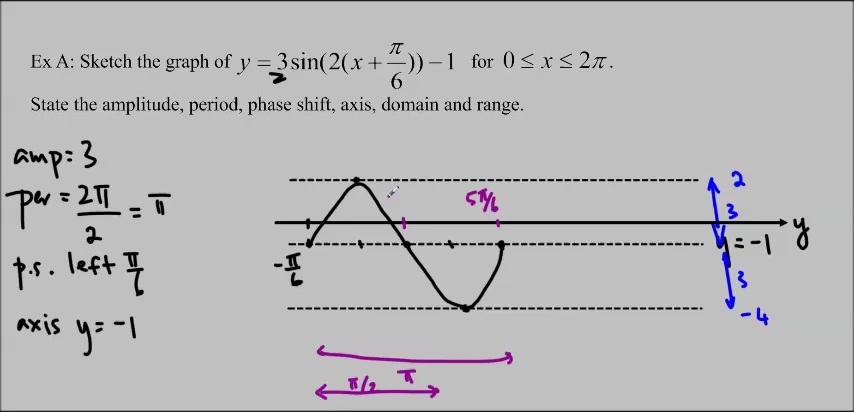 Ex A: Sketch the graph of y = 3sin(2(x + π/6)) − 1 for 0 ≤ x ≤ 2π.
State the amplitude, period, phase shift, axis, domain and range.
amp = 3
per = 2π/2 = π
p.s. left π/6
axis y = -1
5π/6
-π/6
2
3
y
y = -1
3
-4
π
π/2